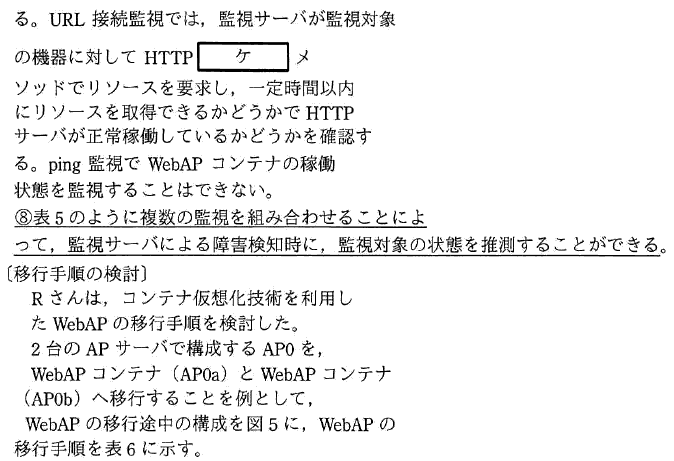 る。URL 接続監視では，監視サーバが監視対象
の機器に対して HTTP ケ メ
ソッドでリソースを要求し，一定時間以内
にリソースを取得できるかどうかで HTTP
サーバが正常稼働しているかどうかを確認す
る。ping 監視で WebAP コンテナの稼働
状態を監視することはできない。
⑧表 5 のように複数の監視を組み合わせることによ
って，監視サーバによる障害検知時に，監視対象の状態を推測することができる。
〔移行手順の検討〕
R さんは，コンテナ仮想化技術を利用し
た WebAP の移行手順を検討した。
2 台の AP サーバで構成する AP0 を，
WebAP コンテナ（AP0a）と WebAP コンテナ
（AP0b）へ移行することを例として，
WebAP の移行途中の構成を図 5 に，WebAP の
移行手順を表 6 に示す。